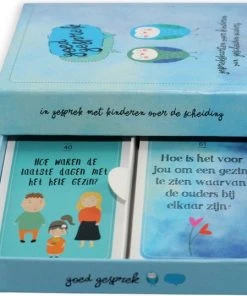 goed
gesprek
in gesprek met kinderen over de scheiding
40
Hoe waren de
laatste dagen met
het hele gezin?
51
Hoe is het voor
jou om een gezin
te zien waarvan
de ouders bij
elkaar zijn?
goed gesprek